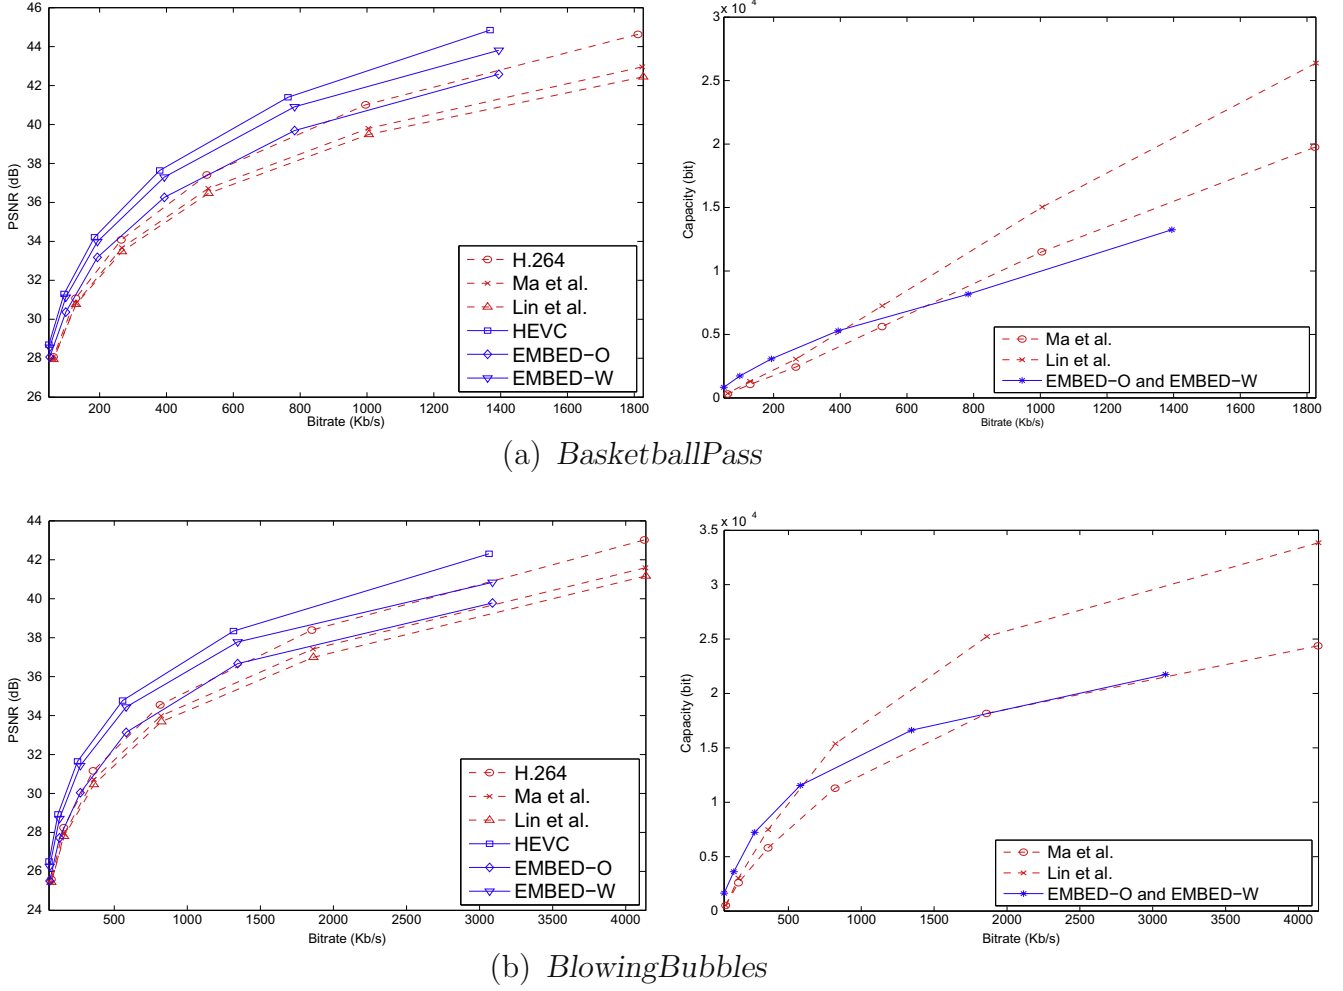 46
44
42
40
38
36
34
32
30
28
26
PSNR (dB)
200 400 600 800 1000 1200 1400 1600 1800
Bitrate (Kb/s)
H.264
Ma et al.
Lin et al.
HEVC
EMBED−O
EMBED−W
3 x 10 4
2.5
2
1.5
1
0.5
0
Capacity (bit)
200 400 600 800 1000 1200 1400 1600 1800
Bitrate (Kb/s)
Ma et al.
Lin et al.
EMBED−O and EMBED−W
(a) BasketballPass
44
42
40
38
36
34
32
30
28
26
24
PSNR (dB)
500 1000 1500 2000 2500 3000 3500 4000
Bitrate (Kb/s)
H.264
Ma et al.
Lin et al.
HEVC
EMBED−O
EMBED−W
3.5 x 10 4
3
2.5
2
1.5
1
0.5
0
Capacity (bit)
500 1000 1500 2000 2500 3000 3500 4000
Bitrate (Kb/s)
Ma et al.
Lin et al.
EMBED−O and EMBED−W
(b) BlowingBubbles